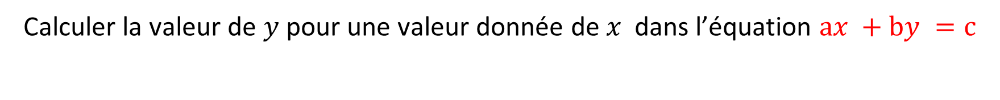 Calculer la valeur de y pour une valeur donnée de x dans l’équation ax + by = c